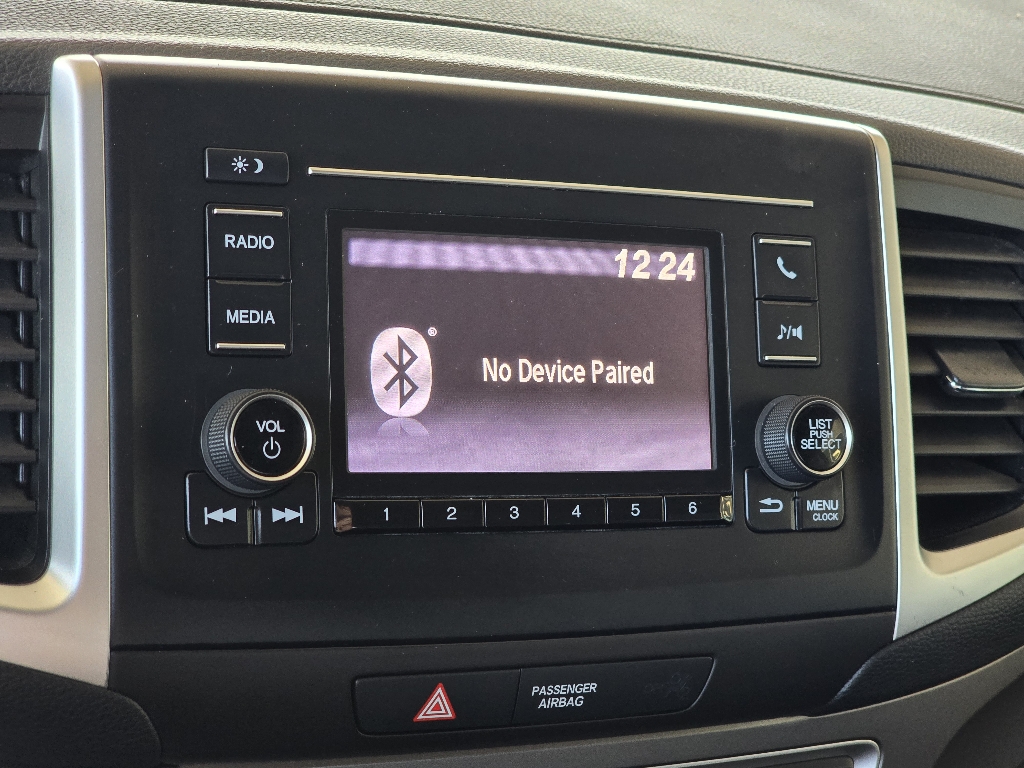 RADIO
MEDIA
12 24
®
No Device Paired
VOL
LIST
PUSH
SELECT
1 2 3 4 5 6
MENU
CLOCK
PASSENGER
AIRBAG